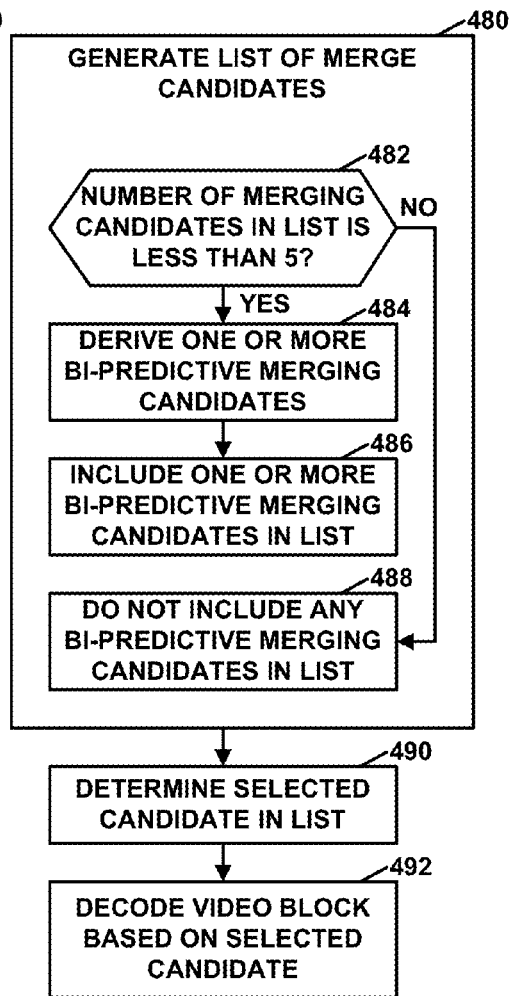 480
GENERATE LIST OF MERGE
CANDIDATES
482
NUMBER OF MERGING
CANDIDATES IN LIST IS
LESS THAN 5?
NO
YES
484
DERIVE ONE OR MORE
BI-PREDICTIVE MERGING
CANDIDATES
486
INCLUDE ONE OR MORE
BI-PREDICTIVE MERGING
CANDIDATES IN LIST
488
DO NOT INCLUDE ANY
BI-PREDICTIVE MERGING
CANDIDATES IN LIST
490
DETERMINE SELECTED
CANDIDATE IN LIST
492
DECODE VIDEO BLOCK
BASED ON SELECTED
CANDIDATE